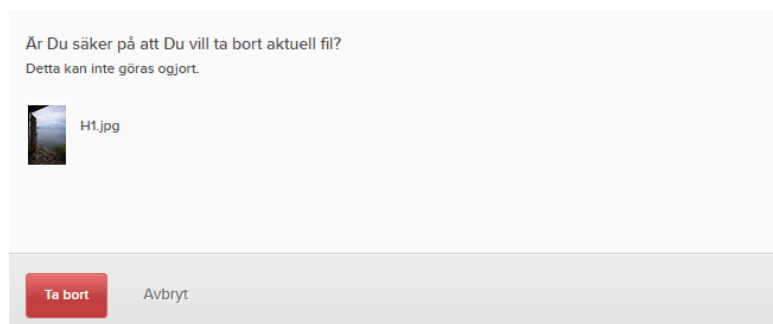 Är Du säker på att Du vill ta bort aktuell fil?
Detta kan inte göras ogjort.
H1.jpg
Ta bort
Avbryt